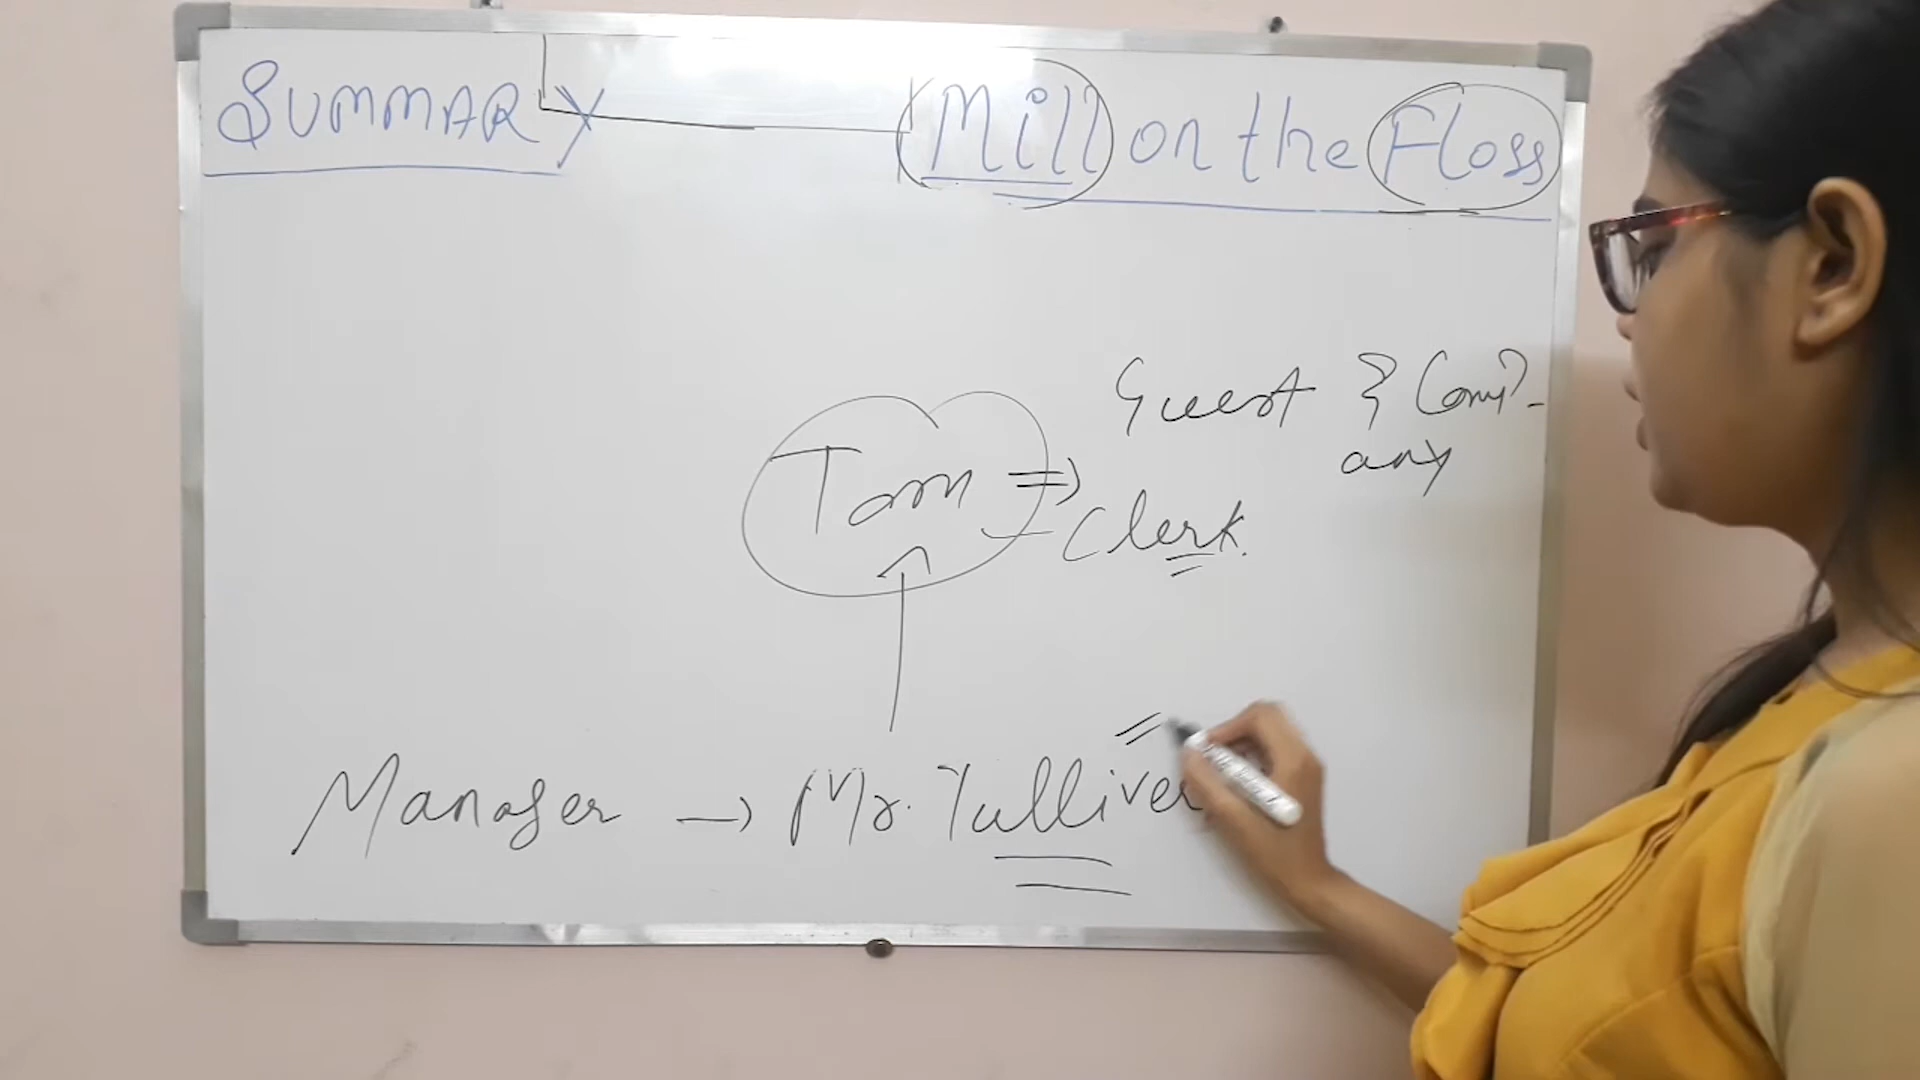 SUMMARY
Mill on the Floss
Guest & Comp-
any
Tom ⇒
- Clerk.
Manager → Mr. Tulliver